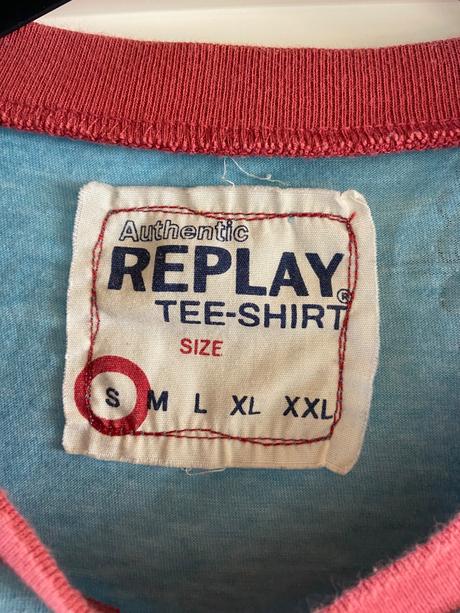 Authentic
REPLAY®
TEE-SHIRT
SIZE
S M L XL XXL